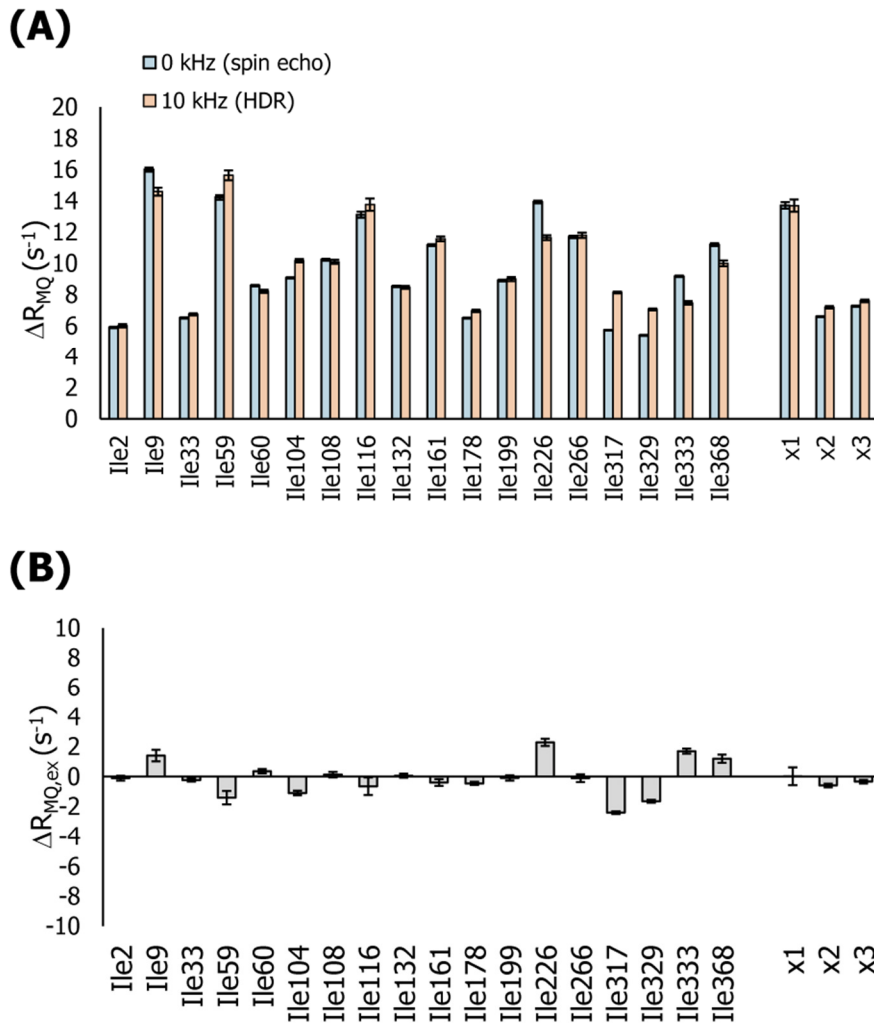 (A)
0 kHz (spin echo)
10 kHz (HDR)
20
18
16
14
12
10
8
6
4
2
0
ΔR_MQ (s⁻¹)
Ile2 Ile9 Ile33 Ile59 Ile60 Ile104 Ile108 Ile116 Ile132 Ile161 Ile178 Ile199 Ile226 Ile266 Ile317 Ile329 Ile333 Ile368 x1 x2 x3
(B)
10
8
6
4
2
0
-2
-4
-6
-8
-10
ΔR_MQ,ex (s⁻¹)
Ile2 Ile9 Ile33 Ile59 Ile60 Ile104 Ile108 Ile116 Ile132 Ile161 Ile178 Ile199 Ile226 Ile266 Ile317 Ile329 Ile333 Ile368 x1 x2 x3